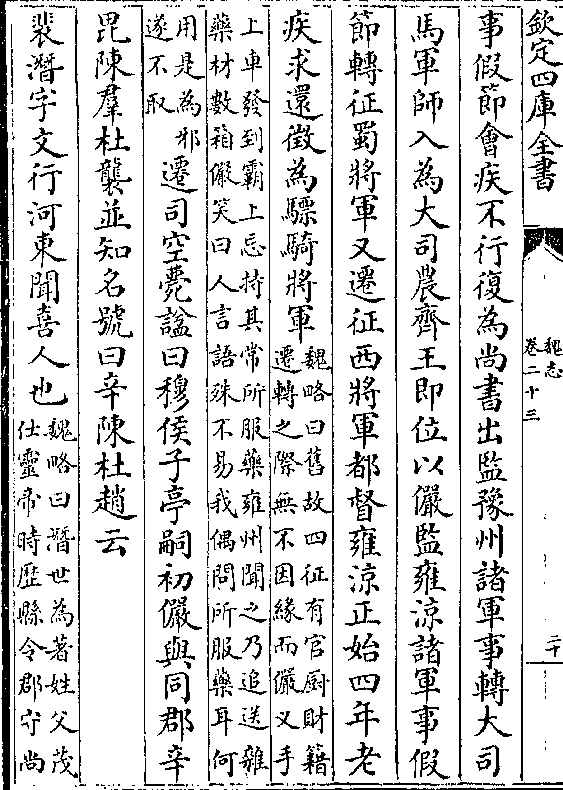 欽定四庫全書
魏志
卷二十三
二十
事假節會疾不行復為尚書出監豫州諸軍事轉大司
馬軍師入為大司農齊王即位以儼監雍涼諸軍事假
節轉征蜀將軍又遷征西將軍都督雍涼正始四年老
疾求還徵為驃騎將軍
魏略曰舊故四征有官厨財籍
遷轉之際無不因緣而儼乂手
上車發到霸上忘持其常所服藥雍州聞之乃追送雜
藥材數箱儼笑曰人言語殊不易我偶問所服藥耳何
用是為邪
遂不取
遷司空薨諡曰穆侯子亭嗣初儼與同郡辛
毘陳羣杜襲並知名號曰辛陳杜趙云
裴潛字文行河東聞喜人也
魏略曰潛世為著姓父茂
仕靈帝時歴縣令郡守尚